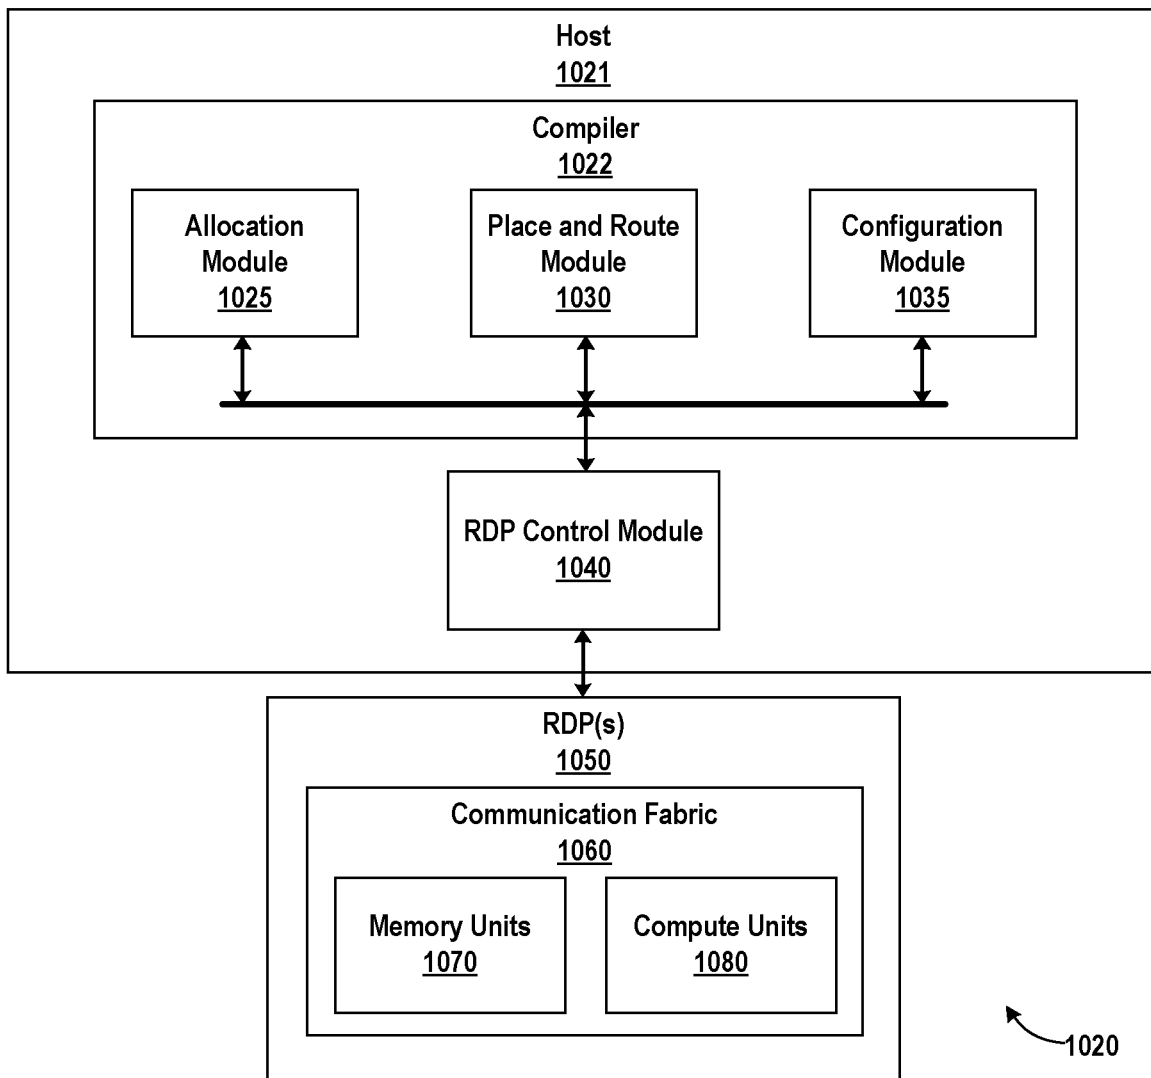 Host
1021
Compiler
1022
Allocation
Module
1025
Place and Route
Module
1030
Configuration
Module
1035
RDP Control Module
1040
RDP(s)
1050
Communication Fabric
1060
Memory Units
1070
Compute Units
1080
1020